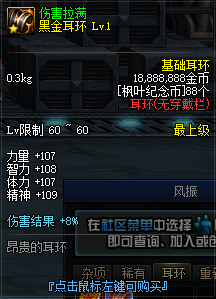 伤害拉满
黑金耳环 Lv.1
基础耳环
0.3kg
18,888,888金币
[枫叶纪念币]88个
耳环(无穿戴栏)
Lv限制 60 ~ 60
最上级
力量 +107
智力 +108
体力 +107
精神 +109
风振
伤害结果 +8%
在社区菜单中选择
即可查询、加入或
昂贵的耳环
杂项
稀有
耳环
重
『点击鼠标左键可购买』